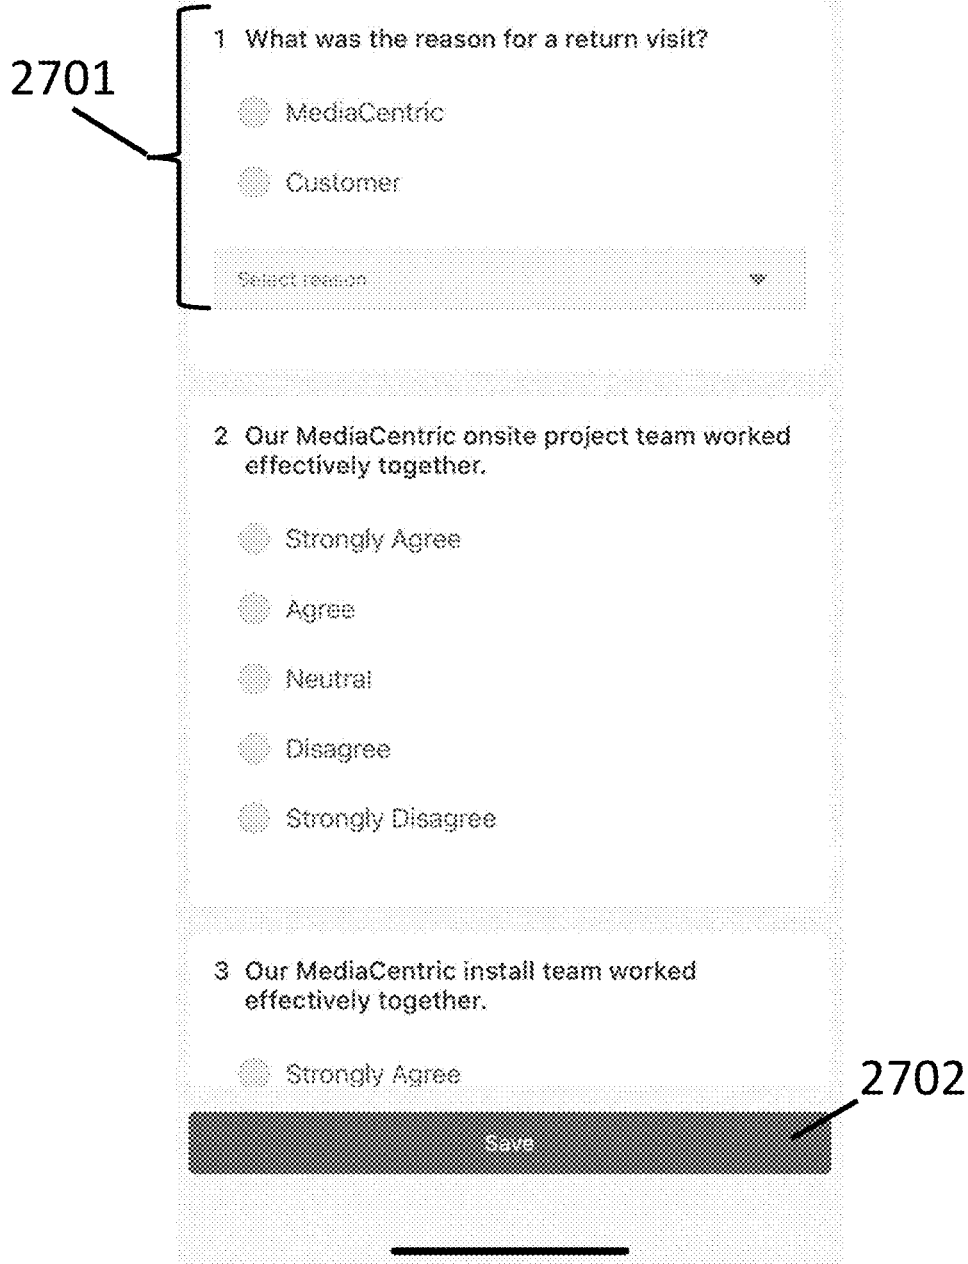 1 What was the reason for a return visit?
2701
MediaCentric
Customer
Select reason
2 Our MediaCentric onsite project team worked
effectively together.
Strongly Agree
Agree
Neutral
Disagree
Strongly Disagree
3 Our MediaCentric install team worked
effectively together.
Strongly Agree
2702
Save